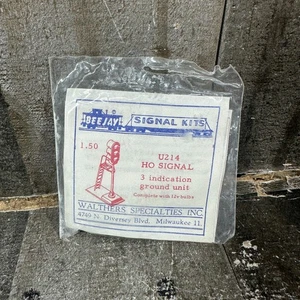 BEEJAY SIGNAL KITS
1.50
U214
HO SIGNAL
3 indication
ground unit
Complete with 12v bulbs
WALTHERS SPECIALTIES INC.
Diversey Blvd. Milwaukee 11,